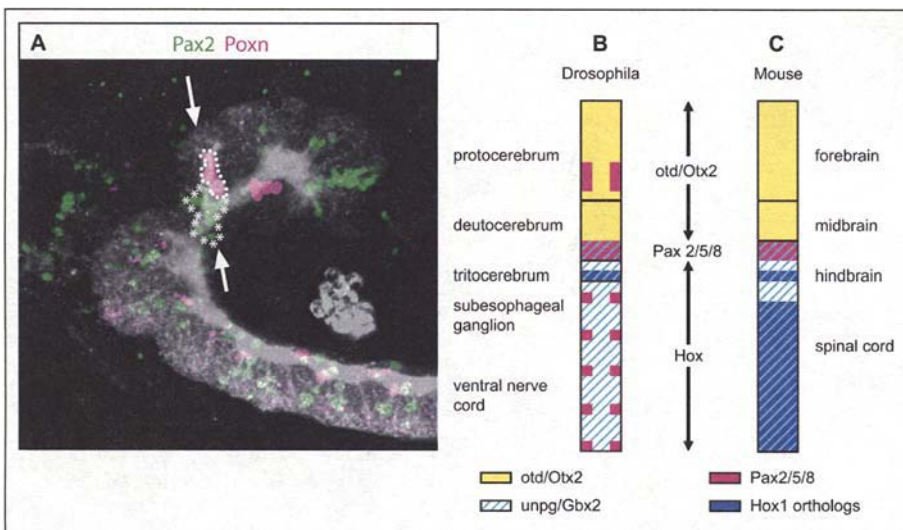 A
Pax2 Poxn
B
Drosophila
protocerebrum
deutocerebrum
tritocerebrum
subesophageal
ganglion
ventral nerve
cord
otd/Otx2
Pax 2/5/8
Hox
C
Mouse
forebrain
midbrain
hindbrain
spinal cord
otd/Otx2
Pax2/5/8
unpg/Gbx2
Hox1 orthologs